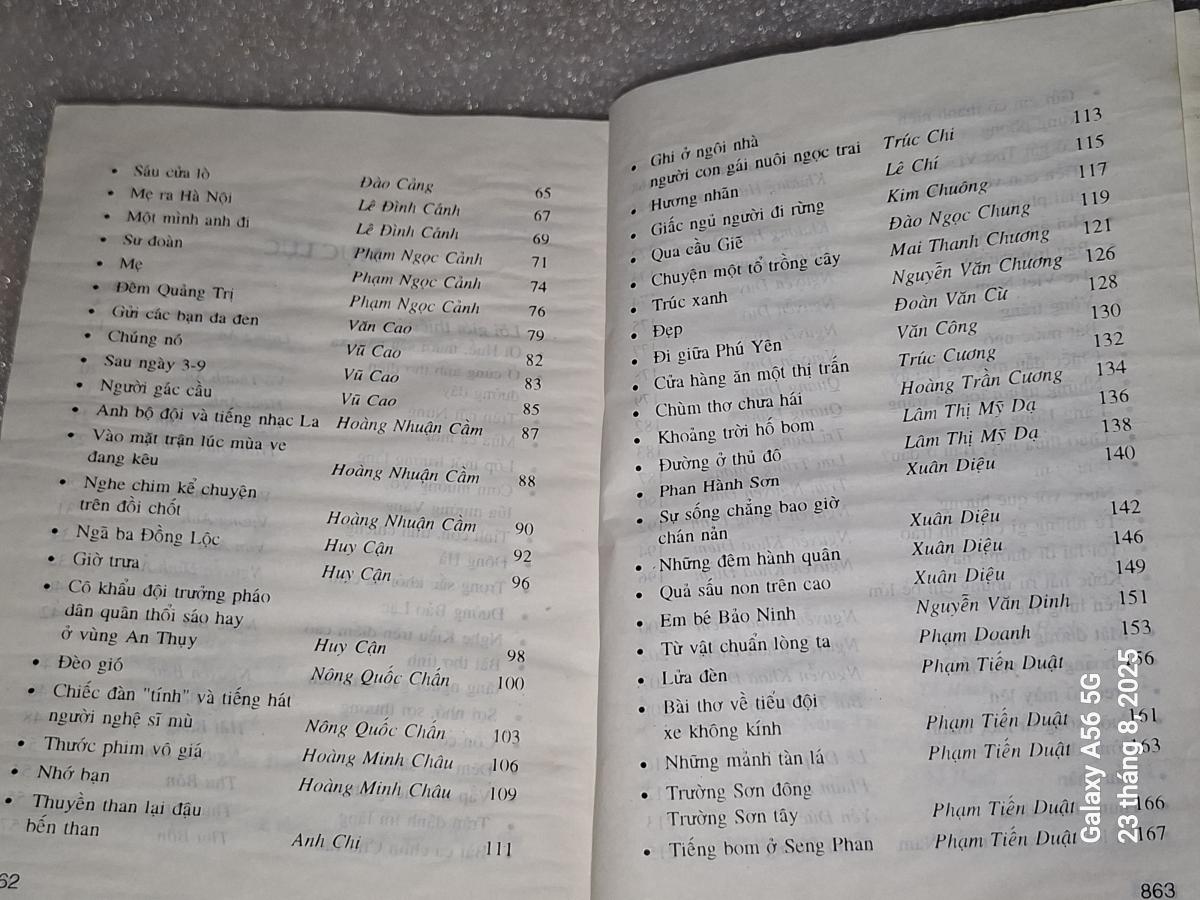 • Sáu cửa lò Đào Cảng 65
• Mẹ ra Hà Nội Lê Đình Cánh 67
• Một mình anh đi Lê Đình Cánh 69
• Sư đoàn Phạm Ngọc Cảnh 71
• Mẹ Phạm Ngọc Cảnh 74
• Đêm Quảng Trị Phạm Ngọc Cảnh 76
• Gửi các bạn da đen Văn Cao 79
• Chúng nó Vũ Cao 82
• Sau ngày 3-9 Vũ Cao 83
• Người gác cầu Vũ Cao 85
• Anh bộ đội và tiếng nhạc La Hoàng Nhuận Cầm 87
• Vào mặt trận lúc mùa ve
đang kêu Hoàng Nhuận Cầm 88
• Nghe chim kể chuyện
trên đồi chốt Hoàng Nhuận Cầm 90
• Ngã ba Đồng Lộc Huy Cận 92
• Giờ trưa Huy Cận 96
• Cô khẩu đội trưởng pháo
dân quân thổi sáo hay
ở vùng An Thụy Huy Cận 98
• Đèo gió Nông Quốc Chấn 100
• Chiếc đàn "tính" và tiếng hát
người nghệ sĩ mù Nông Quốc Chấn 103
• Thước phim vô giá Hoàng Minh Châu 106
• Nhớ bạn Hoàng Minh Châu 109
• Thuyền than lại đậu
bến than Anh Chi 111
62
• Ghi ở ngôi nhà
người con gái nuôi ngọc trai Trúc Chi 113
• Hương nhãn Lê Chí 115
• Giấc ngủ người đi rừng Kim Chuông 117
• Qua cầu Giẽ Đào Ngọc Chung 119
• Chuyện một tổ trồng cây Mai Thanh Chương 121
• Trúc xanh Nguyễn Văn Chương 126
• Đẹp Đoàn Văn Cừ 128
• Đi giữa Phú Yên Văn Công 130
• Cửa hàng ăn một thị trấn Trúc Cương 132
• Chùm thơ chưa hái Hoàng Trần Cương 134
• Khoảng trời hố bom Lâm Thị Mỹ Dạ 136
• Đường ở thủ đô Lâm Thị Mỹ Dạ 138
• Phan Hành Sơn Xuân Diệu 140
• Sự sống chẳng bao giờ
chán nản Xuân Diệu 142
• Những đêm hành quân Xuân Diệu 146
• Quả sấu non trên cao Xuân Diệu 149
• Em bé Bảo Ninh Nguyễn Văn Dinh 151
• Từ vật chuẩn lòng ta Phạm Doanh 153
• Lửa đèn Phạm Tiến Duật 156
• Bài thơ về tiểu đội
xe không kính Phạm Tiến Duật 161
• Những mảnh tàn lá Phạm Tiến Duật 163
• Trường Sơn đông
Trường Sơn tây Phạm Tiến Duật 166
• Tiếng bom ở Seng Phan Phạm Tiến Duật 167
863
Galaxy A56 5G
23 tháng 8, 2025